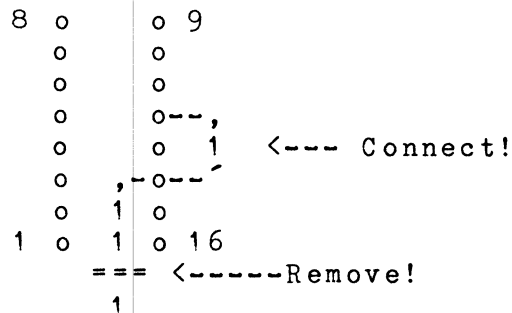 8 o o 9
o o
o o
o o--,
o o 1 <--- Connect!
o ,-o--´
o 1 o
1 o 1 o 16
=== <-----Remove!
1